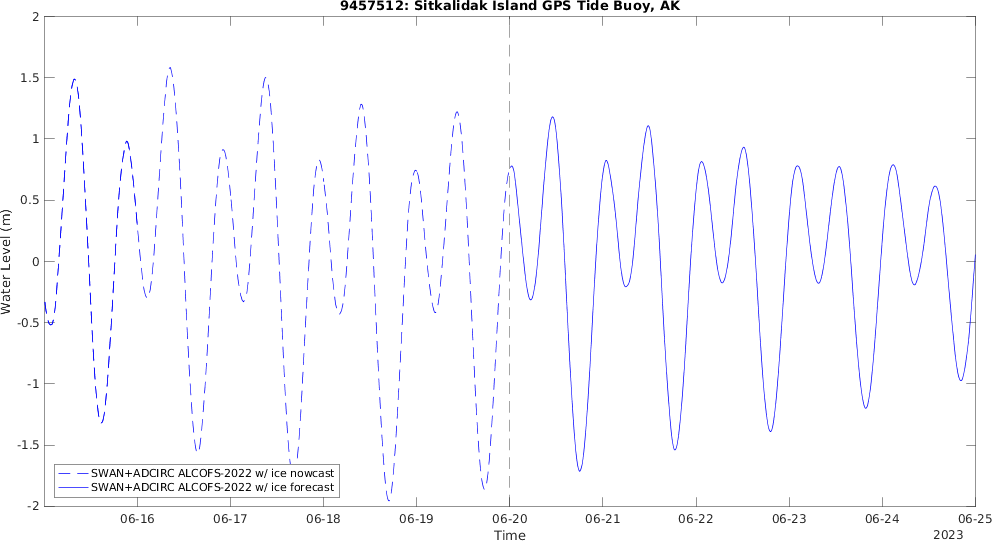 9457512: Sitkalidak Island GPS Tide Buoy, AK
2
1.5
1
0.5
0
-0.5
-1
-1.5
-2
Water Level (m)
SWAN+ADCIRC ALCOFS-2022 w/ ice nowcast
SWAN+ADCIRC ALCOFS-2022 w/ ice forecast
06-16 06-17 06-18 06-19 06-20 06-21 06-22 06-23 06-24 06-25
Time
2023